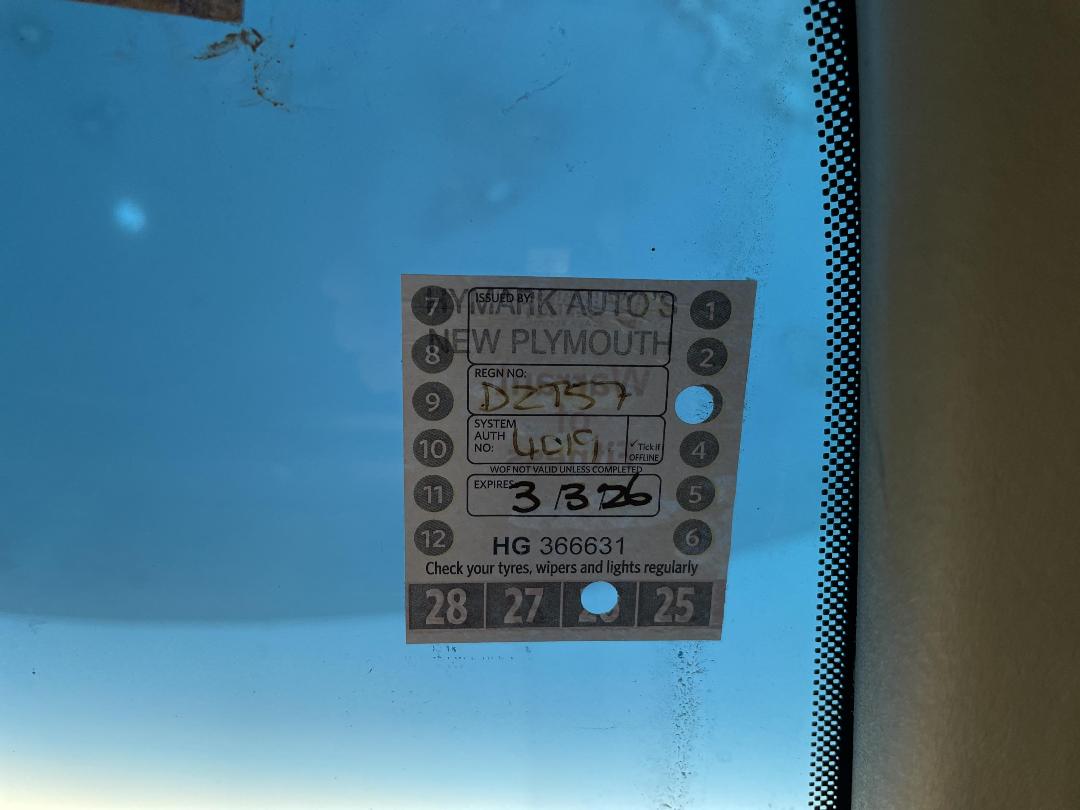 ISSUED BY:
HYMARK AUTO'S
NEW PLYMOUTH
REGN NO:
DZT57
SYSTEM
AUTH
NO:
4019
✓ Tick if
OFFLINE
WOF NOT VALID UNLESS COMPLETED
EXPIRES
3/3/26
HG 366631
Check your tyres, wipers and lights regularly
7
8
9
10
11
12
1
2
4
5
6
28 27 25